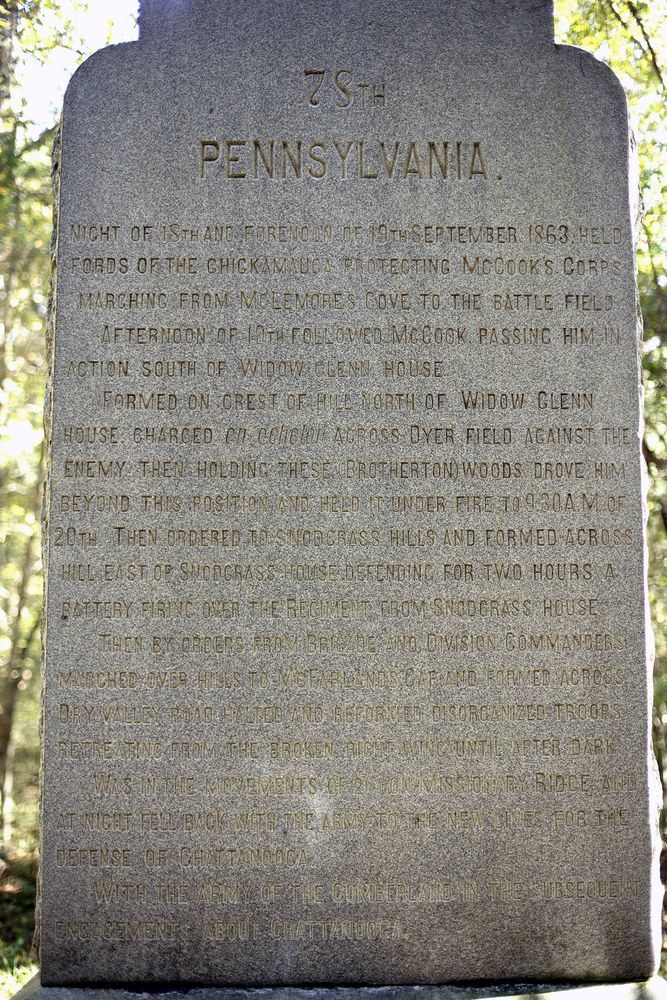 78TH
PENNSYLVANIA.
NIGHT OF 18TH AND FORENOON OF 19TH SEPTEMBER 1863, HELD
FORDS OF THE CHICKAMAUGA PROTECTING MCCOOK'S CORPS
MARCHING FROM MCLEMORE'S COVE TO THE BATTLE FIELD
AFTERNOON OF 19TH FOLLOWED MCCOOK, PASSING HIM IN
ACTION SOUTH OF WIDOW GLENN HOUSE.
FORMED ON CREST OF HILL NORTH OF WIDOW GLENN
HOUSE, CHARGED en echelon ACROSS DYER FIELD AGAINST THE
ENEMY. THEN HOLDING THESE (BROTHERTON) WOODS DROVE HIM
BEYOND THIS POSITION AND HELD IT UNDER FIRE TO 9:30 A.M. OF
20TH. THEN ORDERED TO SNODGRASS HILLS AND FORMED ACROSS
HILL EAST OF SNODGRASS HOUSE DEFENDING FOR TWO HOURS A
BATTERY FIRING OVER THE REGIMENT FROM SNODGRASS HOUSE.
THEN BY ORDERS FROM BRIGADE AND DIVISION COMMANDERS
MARCHED OVER HILLS TO MCFARLANDS GAP AND FORMED ACROSS
DRY VALLEY ROAD HALTED AND REFORMED DISORGANIZED TROOPS
RETREATING FROM THE BROKEN RIGHT WING UNTIL AFTER DARK.
WAS IN THE MOVEMENTS OF 21ST ON MISSIONARY RIDGE, AND
AT NIGHT FELL BACK WITH THE ARMY TO THE NEW LINES FOR THE
DEFENSE OF CHATTANOOGA
WITH THE ARMY OF THE CUMBERLAND IN THE SUBSEQUENT
ENGAGEMENTS ABOUT CHATTANOOGA.